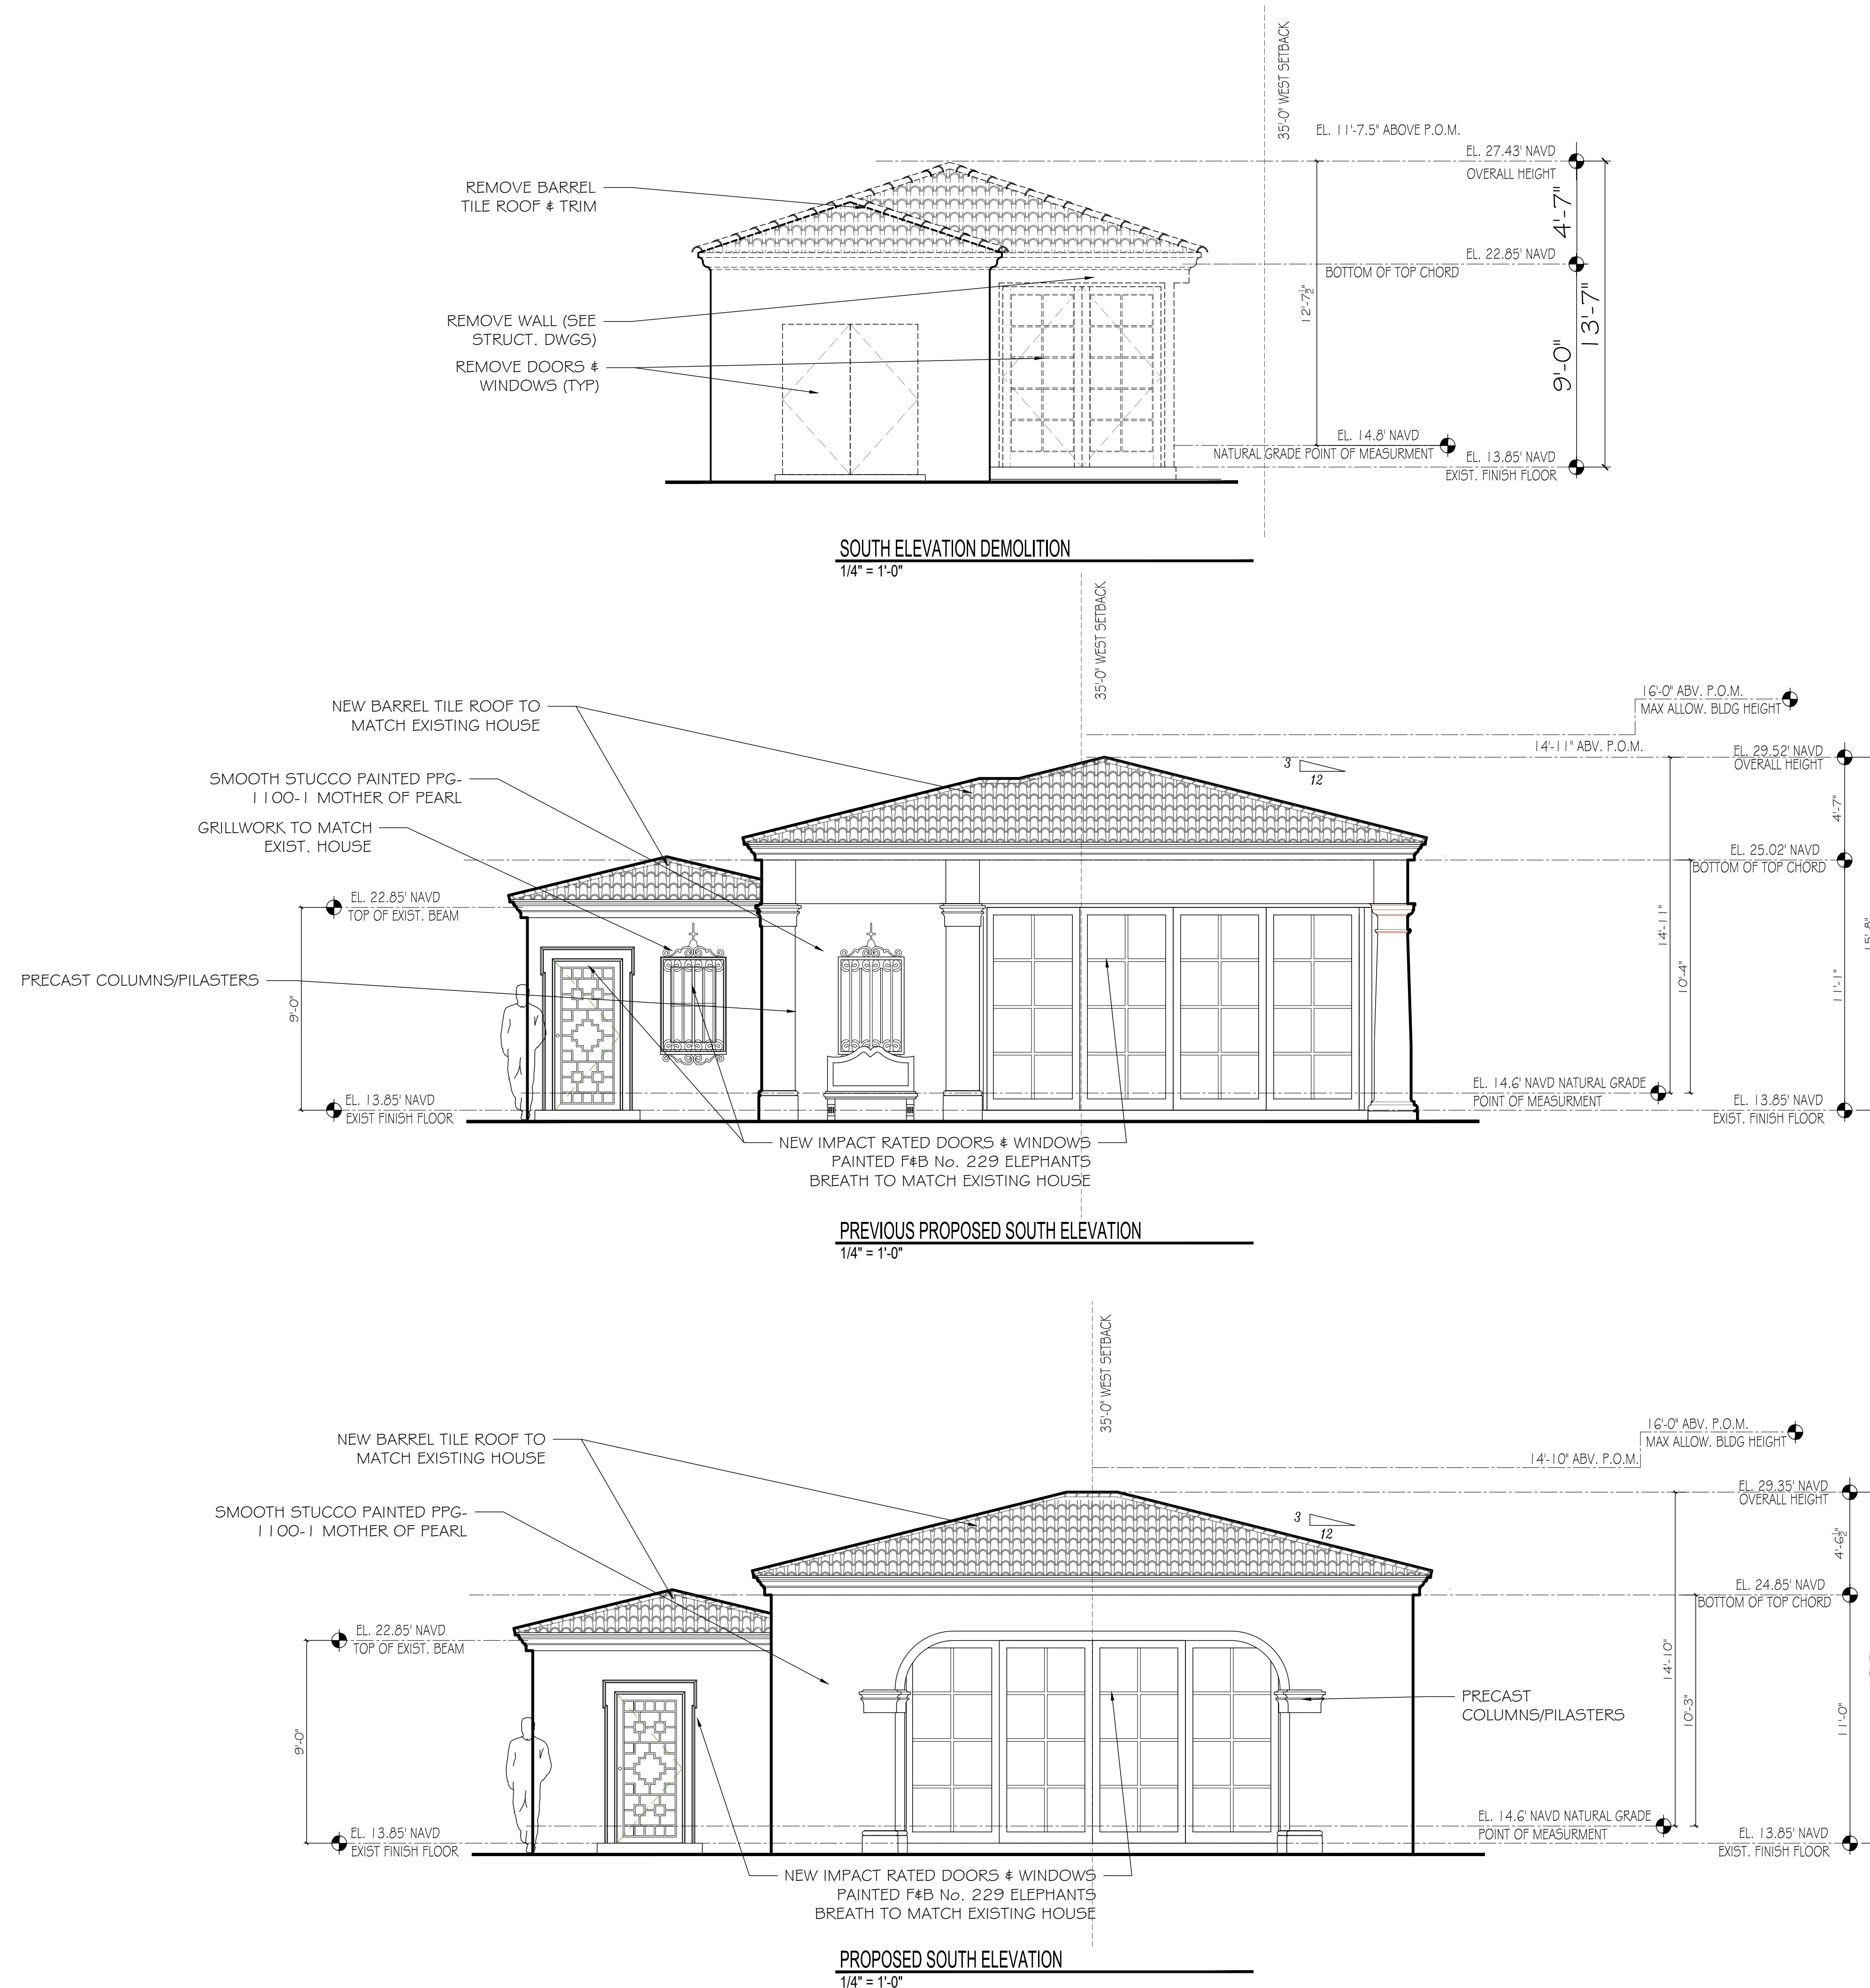 35'-0" WEST SETBACK
EL. 11'-7.5" ABOVE P.O.M.
EL. 27.43' NAVD
OVERALL HEIGHT
REMOVE BARREL
TILE ROOF & TRIM
4'-7"
EL. 22.85' NAVD
BOTTOM OF TOP CHORD
12'-7½"
13'-7"
REMOVE WALL (SEE
STRUCT. DWGS)
REMOVE DOORS &
WINDOWS (TYP)
9'-0"
EL. 14.8' NAVD
NATURAL GRADE POINT OF MEASURMENT
EL. 13.85' NAVD
EXIST. FINISH FLOOR
SOUTH ELEVATION DEMOLITION
1/4" = 1'-0"
35'-0" WEST SETBACK
16'-0" ABV. P.O.M.
MAX ALLOW. BLDG HEIGHT
NEW BARREL TILE ROOF TO
MATCH EXISTING HOUSE
14'-11" ABV. P.O.M.
EL. 29.52' NAVD
OVERALL HEIGHT
3
12
SMOOTH STUCCO PAINTED PPG-
1100-1 MOTHER OF PEARL
4'-7"
GRILLWORK TO MATCH
EXIST. HOUSE
EL. 25.02' NAVD
BOTTOM OF TOP CHORD
EL. 22.85' NAVD
TOP OF EXIST. BEAM
14'-11"
15'-8"
PRECAST COLUMNS/PILASTERS
10'-4"
11'-1"
9'-0"
EL. 14.6' NAVD NATURAL GRADE
POINT OF MEASURMENT
EL. 13.85' NAVD
EXIST FINISH FLOOR
EL. 13.85' NAVD
EXIST. FINISH FLOOR
NEW IMPACT RATED DOORS & WINDOWS
PAINTED F&B No. 229 ELEPHANTS
BREATH TO MATCH EXISTING HOUSE
PREVIOUS PROPOSED SOUTH ELEVATION
1/4" = 1'-0"
35'-0" WEST SETBACK
16'-0" ABV. P.O.M.
MAX ALLOW. BLDG HEIGHT
NEW BARREL TILE ROOF TO
MATCH EXISTING HOUSE
14'-10" ABV. P.O.M.
EL. 29.35' NAVD
OVERALL HEIGHT
3
12
SMOOTH STUCCO PAINTED PPG-
1100-1 MOTHER OF PEARL
4'-6½"
EL. 24.85' NAVD
BOTTOM OF TOP CHORD
EL. 22.85' NAVD
TOP OF EXIST. BEAM
14'-10"
PRECAST
COLUMNS/PILASTERS
10'-3"
11'-0"
9'-0"
EL. 14.6' NAVD NATURAL GRADE
POINT OF MEASURMENT
EL. 13.85' NAVD
EXIST FINISH FLOOR
EL. 13.85' NAVD
EXIST. FINISH FLOOR
NEW IMPACT RATED DOORS & WINDOWS
PAINTED F&B No. 229 ELEPHANTS
BREATH TO MATCH EXISTING HOUSE
PROPOSED SOUTH ELEVATION
1/4" = 1'-0"